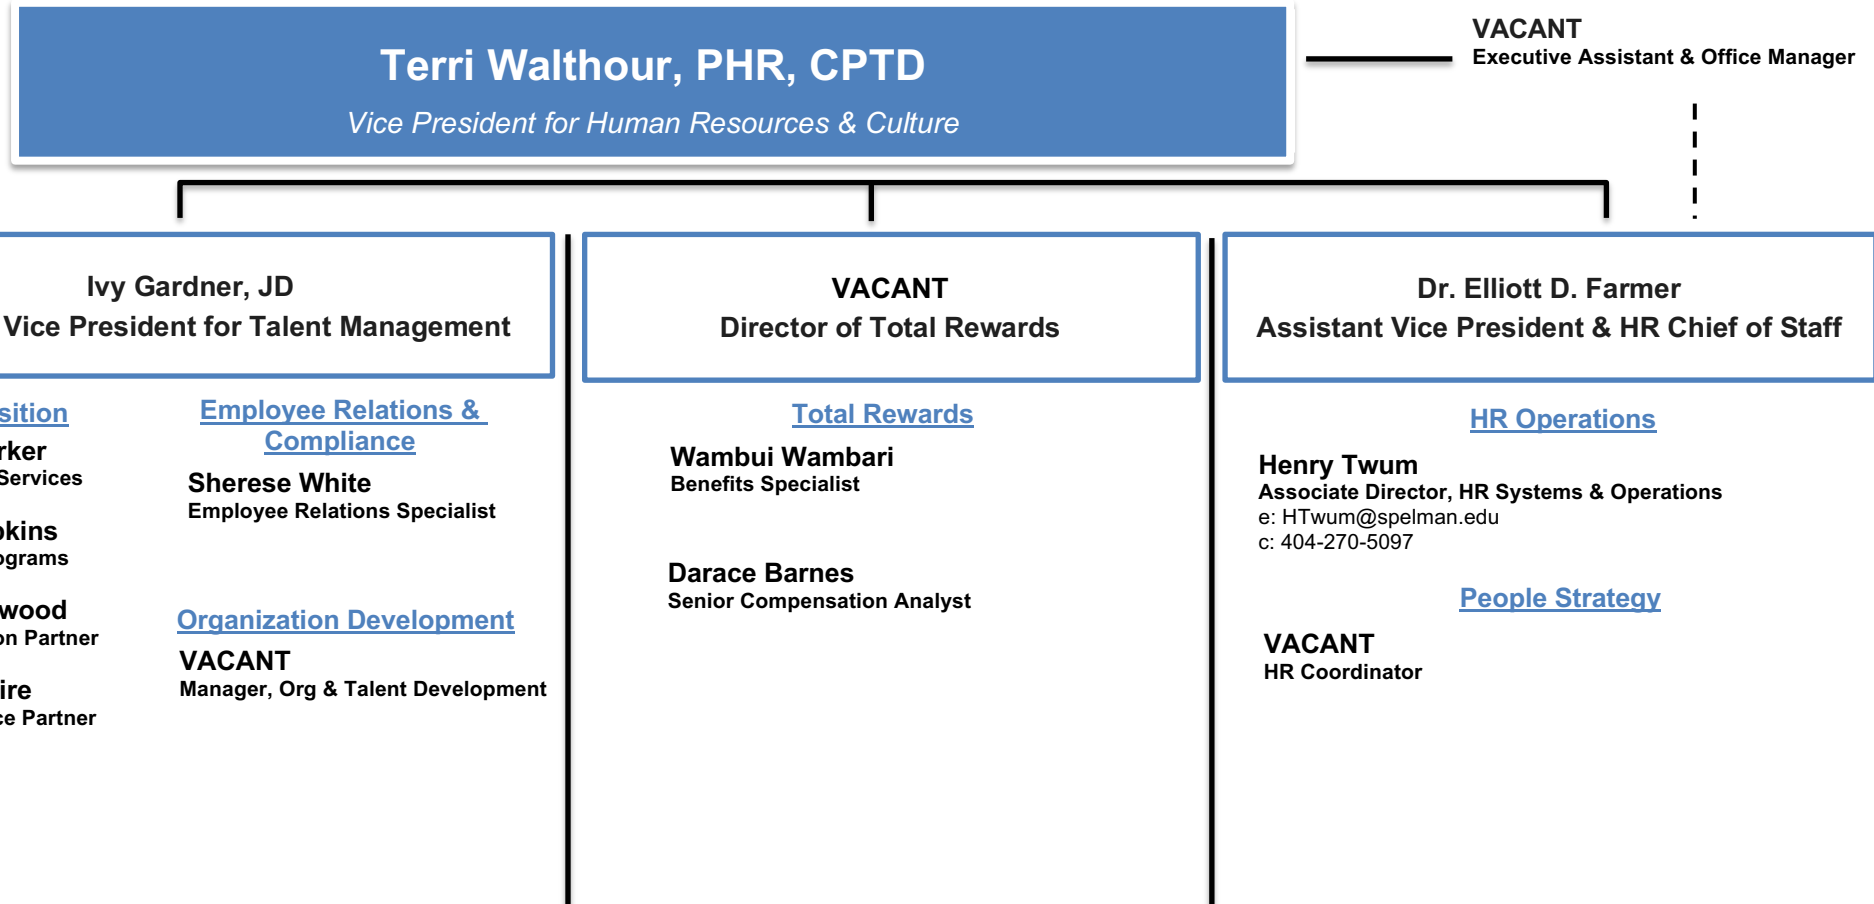 Terri Walthour, PHR, CPTD
Vice President for Human Resources & Culture
VACANT
Executive Assistant & Office Manager
Ivy Gardner, JD
Vice President for Talent Management
Services
Partner
Partner
Employee Relations &
Compliance
Sherese White
Employee Relations Specialist
Organization Development
VACANT
Manager, Org & Talent Development
VACANT
Director of Total Rewards
Total Rewards
Wambui Wambari
Benefits Specialist
Darace Barnes
Senior Compensation Analyst
Dr. Elliott D. Farmer
Assistant Vice President & HR Chief of Staff
HR Operations
Henry Twum
Associate Director, HR Systems & Operations
e: HTwum@spelman.edu
c: 404-270-5097
People Strategy
VACANT
HR Coordinator